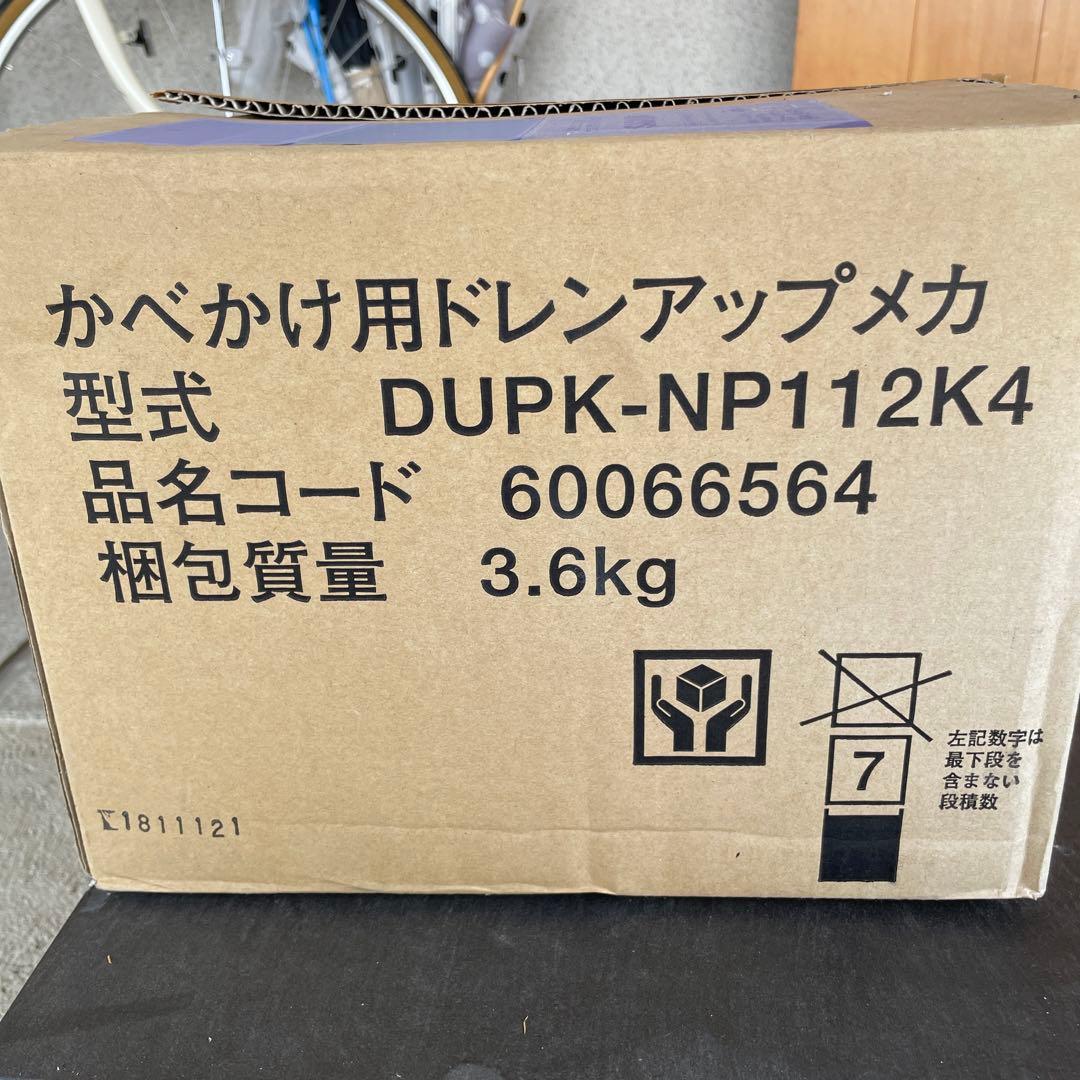 かべかけ用ドレンアップメカ
型式 DUPK-NP112K4
品名コード 60066564
梱包質量 3.6kg
7
左記数字は
最下段を
含まない
段積数
1811121